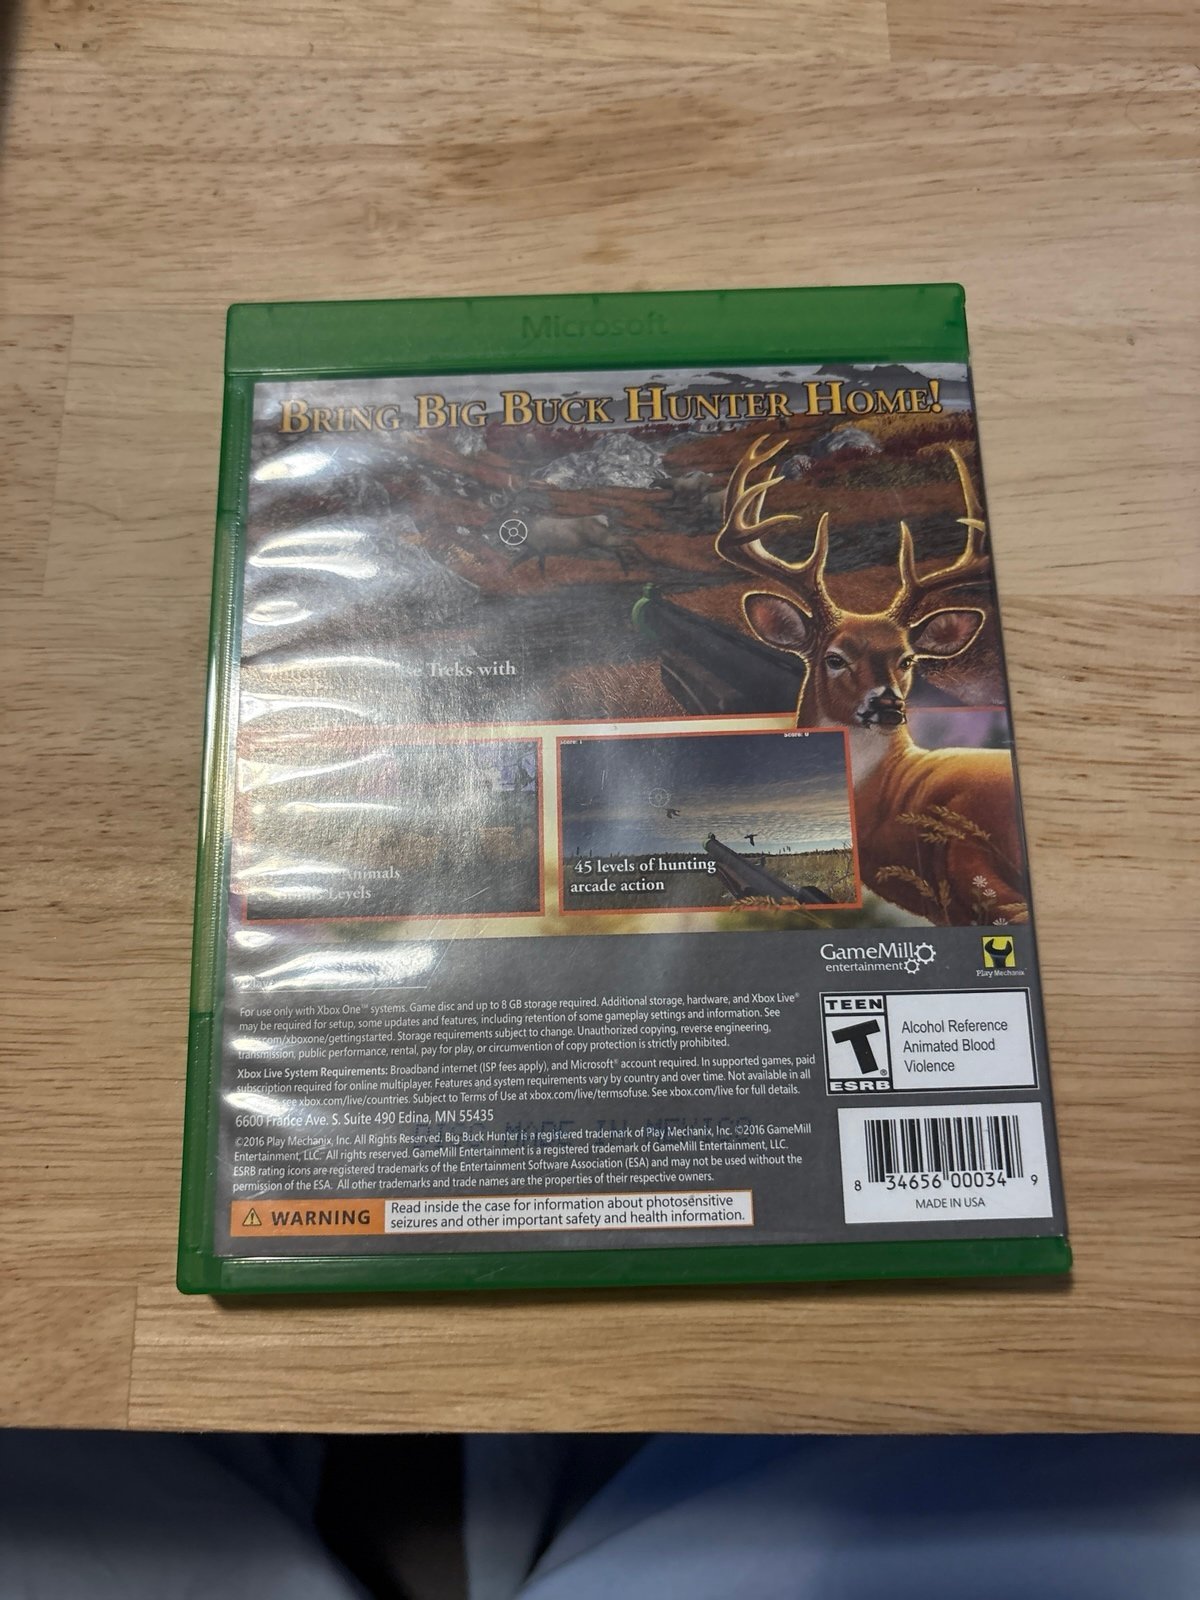 Microsoft
BRING BIG BUCK HUNTER HOME!
Treks with
Animals
Levels
Score: 0
45 levels of hunting
arcade action
GameMill
entertainment
Play Mechanix
For use only with Xbox One™ systems. Game disc and up to 8 GB storage required. Additional storage, hardware, and Xbox Live®
may be required for setup, some updates and features, including retention of some gameplay settings and information. See
.com/xboxone/gettingstarted. Storage requirements subject to change. Unauthorized copying, reverse engineering,
transmission, public performance, rental, pay for play, or circumvention of copy protection is strictly prohibited.
Xbox Live System Requirements: Broadband internet (ISP fees apply), and Microsoft® account required. In supported games, paid
subscription required for online multiplayer. Features and system requirements vary by country and over time. Not available in all
see xbox.com/live/countries. Subject to Terms of Use at xbox.com/live/termsofuse. See xbox.com/live for full details.
6600 France Ave. S. Suite 490 Edina, MN 55435
DISC MADE IN MEXICO
©2016 Play Mechanix, Inc. All Rights Reserved. Big Buck Hunter is a registered trademark of Play Mechanix, Inc. ©2016 GameMill
Entertainment, LLC. All rights reserved. GameMill Entertainment is a registered trademark of GameMill Entertainment, LLC.
ESRB rating icons are registered trademarks of the Entertainment Software Association (ESA) and may not be used without the
permission of the ESA. All other trademarks and trade names are the properties of their respective owners.
WARNING
Read inside the case for information about photosensitive
seizures and other important safety and health information.
TEEN
T
ESRB
Alcohol Reference
Animated Blood
Violence
8 34656 00034 9
MADE IN USA